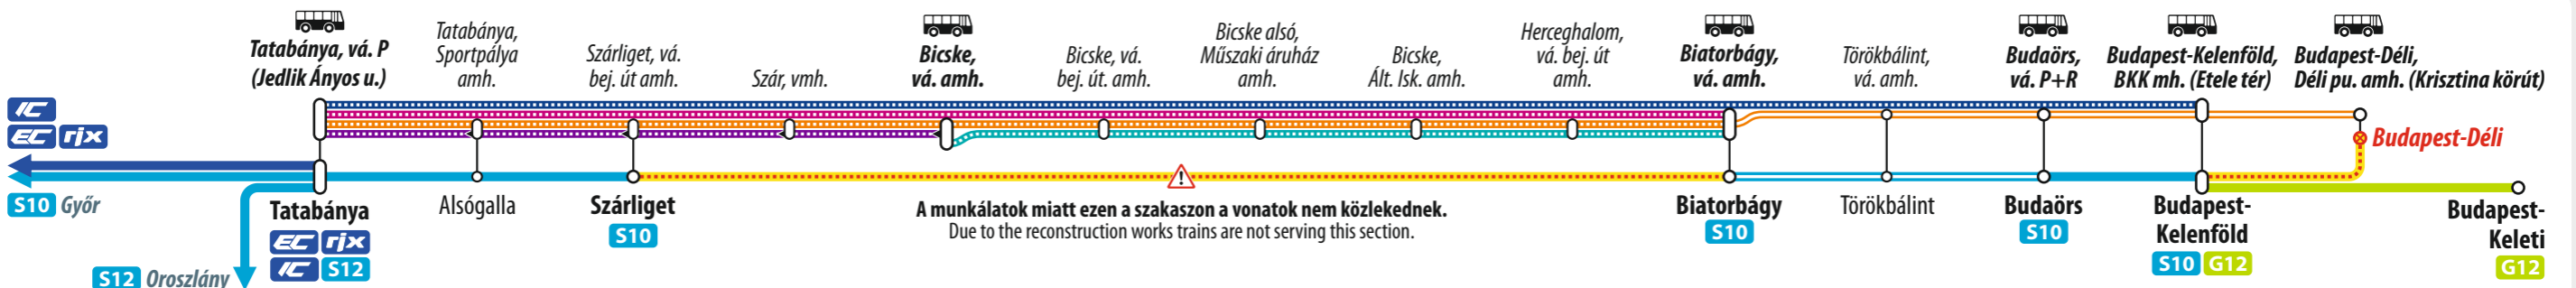 Tatabánya, vá. P
(Jedlik Ányos u.)
Tatabánya,
Sportpálya
amh.
Szárliget, vá.
bej. út amh.
Szár, vmh.
Bicske,
vá. amh.
Bicske, vá.
bej. út. amh.
Bicske alsó,
Műszaki áruház
amh.
Bicske,
Ált. Isk. amh.
Herceghalom,
vá. bej. út
amh.
Biatorbágy,
vá. amh.
Törökbálint,
vá. amh.
Budaörs,
vá. P+R
Budapest-Kelenföld,
BKK mh. (Etele tér)
Budapest-Déli,
Déli pu. amh. (Krisztina körút)
IC
EC rjx
Budapest-Déli
S10 Győr
S12 Oroszlány
Tatabánya
EC rjx
IC S12
Alsógalla
Szárliget
S10
A munkálatok miatt ezen a szakaszon a vonatok nem közlekednek.
Due to the reconstruction works trains are not serving this section.
Biatorbágy
S10
Törökbálint
Budaörs
S10
Budapest-
Kelenföld
S10 G12
Budapest-
Keleti
G12